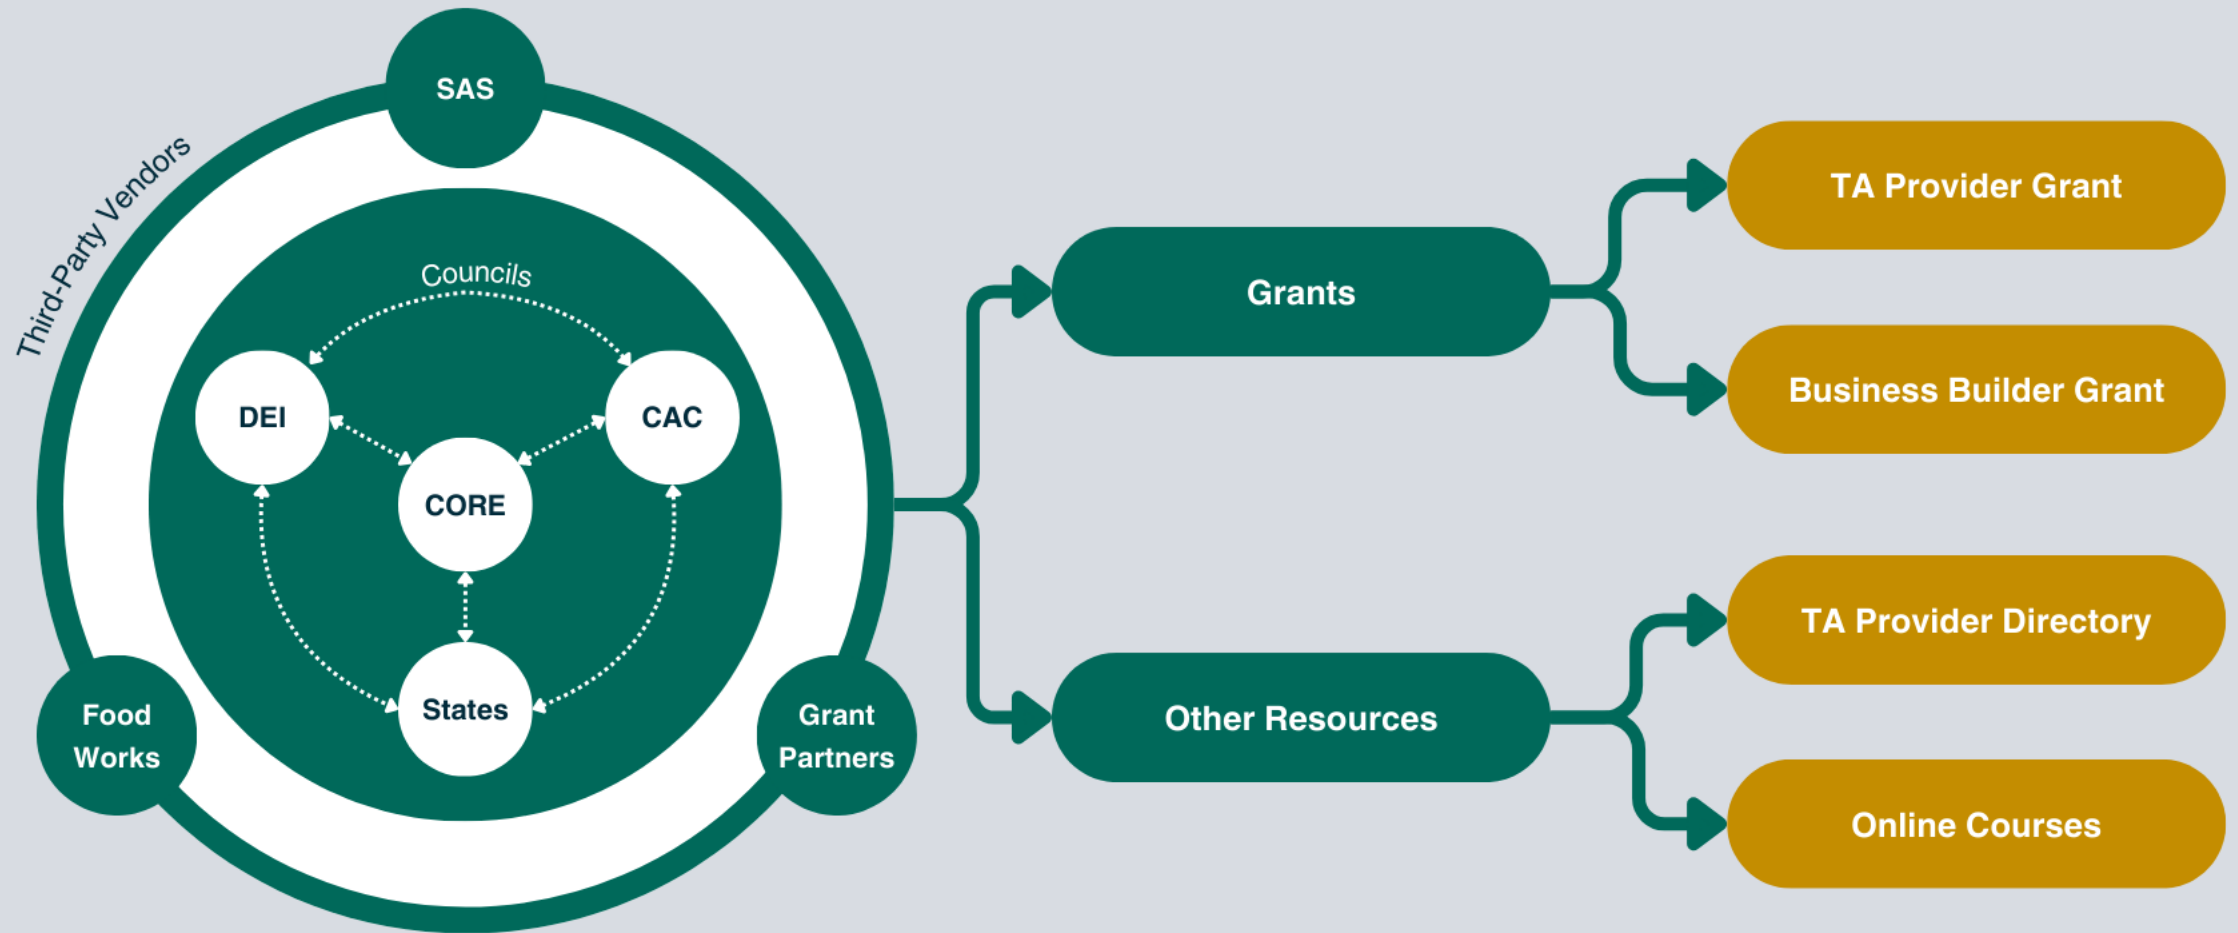 SAS
Third-Party Vendors
Councils
DEI
CAC
CORE
States
Food
Works
Grant
Partners
Grants
Other Resources
TA Provider Grant
Business Builder Grant
TA Provider Directory
Online Courses